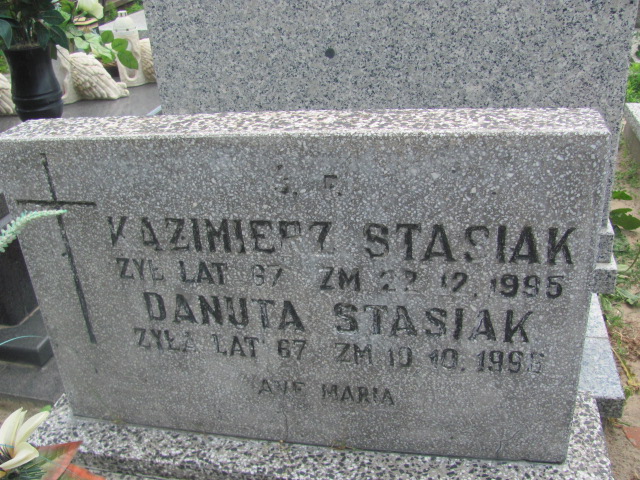 Ś. P.
KAZIMIERZ STASIAK
ŻYŁ LAT 67 ZM 22.12.1995
DANUTA STASIAK
ŻYŁA LAT 67 ZM 10.10.1996
AVE MARIA